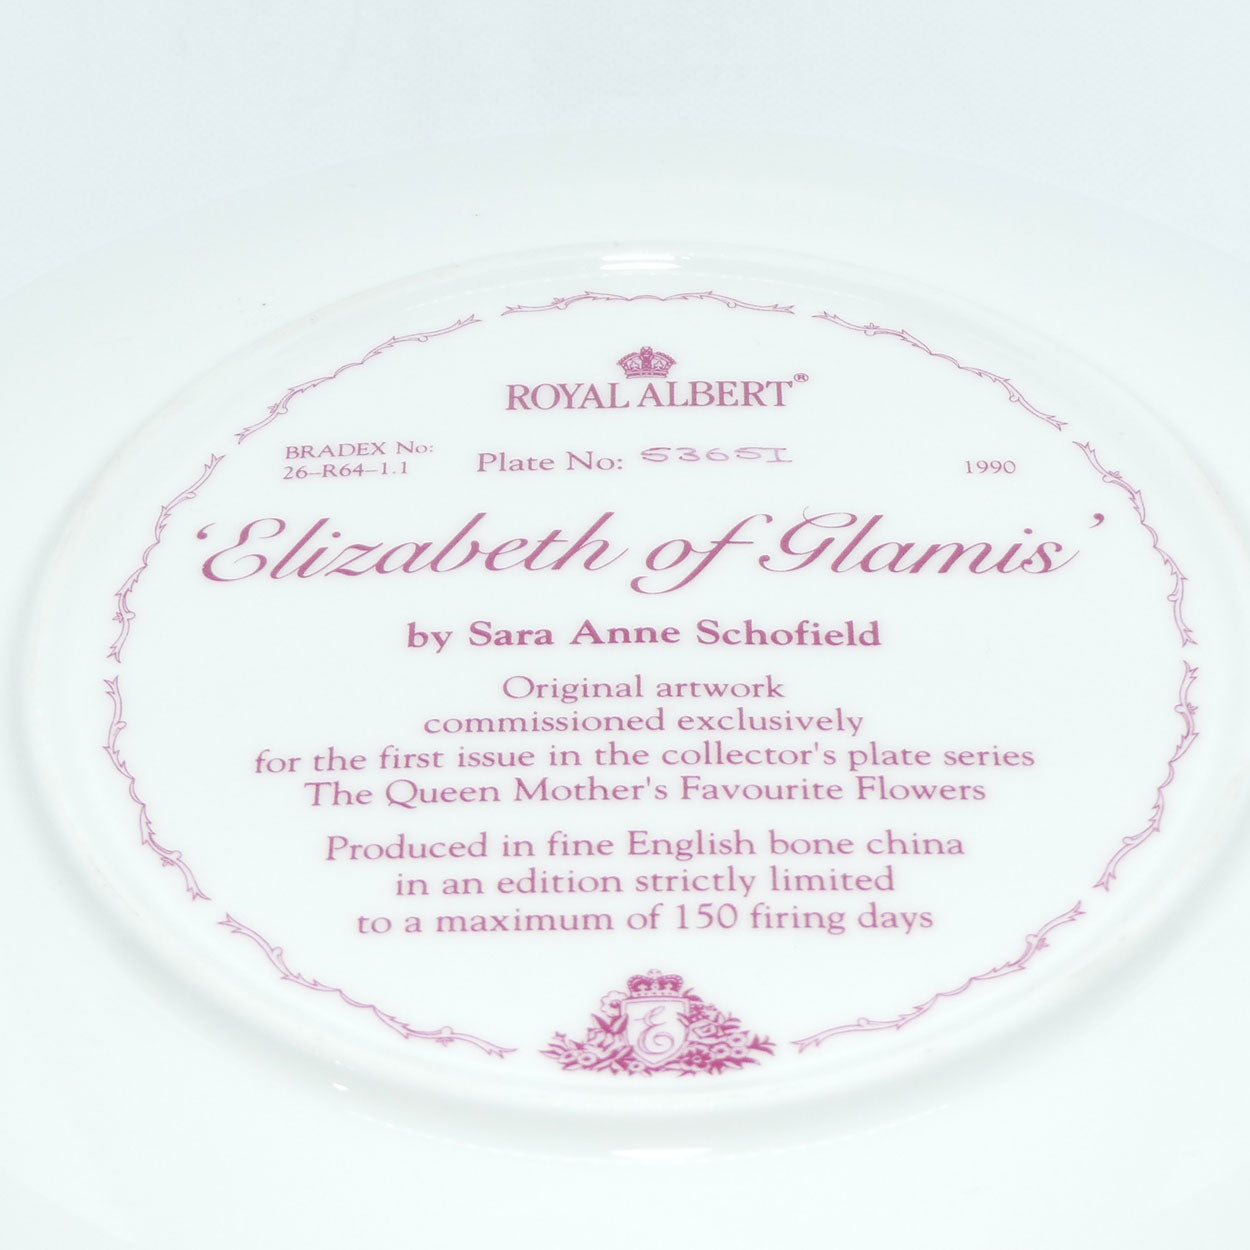 ROYAL ALBERT®
BRADEX No:
26-R64-1.1
Plate No: 5365I
1990
'Elizabeth of Glamis'
by Sara Anne Schofield
Original artwork
commissioned exclusively
for the first issue in the collector's plate series
The Queen Mother's Favourite Flowers
Produced in fine English bone china
in an edition strictly limited
to a maximum of 150 firing days
E